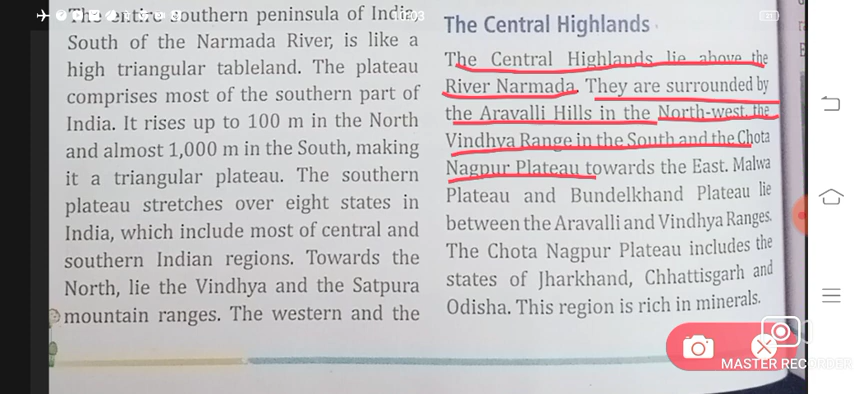 The entire southern peninsula of India,
South of the Narmada River, is like a
high triangular tableland. The plateau
comprises most of the southern part of
India. It rises up to 100 m in the North
and almost 1,000 m in the South, making
it a triangular plateau. The southern
plateau stretches over eight states in
India, which include most of central and
southern Indian regions. Towards the
North, lie the Vindhya and the Satpura
mountain ranges. The western and the
The Central Highlands
The Central Highlands lie above the
River Narmada. They are surrounded by
the Aravalli Hills in the North-west, the
Vindhya Range in the South and the Chota
Nagpur Plateau towards the East. Malwa
Plateau and Bundelkhand Plateau lie
between the Aravalli and Vindhya Ranges.
The Chota Nagpur Plateau includes the
states of Jharkhand, Chhattisgarh and
Odisha. This region is rich in minerals.
MASTER RECORDER